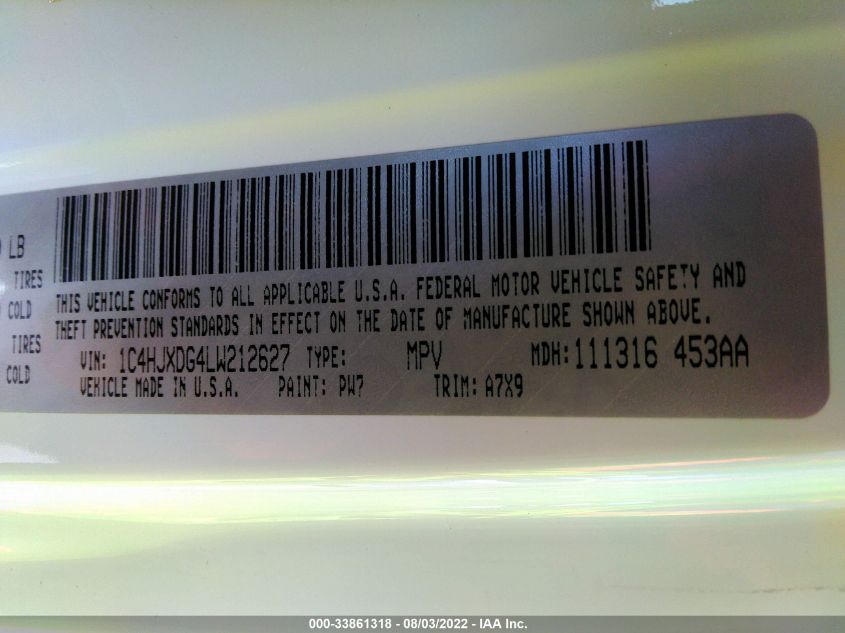 LB
TIRES
COLD
TIRES
COLD
THIS VEHICLE CONFORMS TO ALL APPLICABLE U.S.A. FEDERAL MOTOR VEHICLE SAFETY AND
THEFT PREVENTION STANDARDS IN EFFECT ON THE DATE OF MANUFACTURE SHOWN ABOVE.
VIN: 1C4HJXDG4LW212627 TYPE: MPV MDH: 111316 453AA
VEHICLE MADE IN U.S.A. PAINT: PW7 TRIM: A7X9
000-33861318 - 08/03/2022 - IAA Inc.